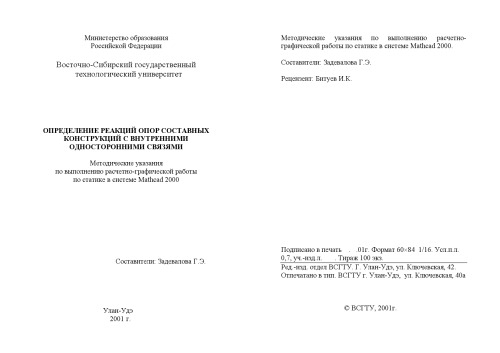 Министерство образования
Российской Федерации
Восточно-Сибирский государственный
технологический университет
ОПРЕДЕЛЕНИЕ РЕАКЦИЙ ОПОР СОСТАВНЫХ
КОНСТРУКЦИЙ С ВНУТРЕННИМИ
ОДНОСТОРОННИМИ СВЯЗЯМИ
Методические указания
по выполнению расчетно-графической работы
по статике в системе Mathcad 2000
Составители: Задевалова Г.Э.
Улан-Удэ
2001 г.
Методические указания по выполнению расчетно-
графической работы по статике в системе Mathcad 2000.
Составители: Задевалова Г.Э.
Рецензент: Битуев И.К.
Подписано в печать . .01г. Формат 60×84 1/16. Усл.п.л.
0,7, уч.-изд.л. . Тираж 100 экз.
Ред.-изд. отдел ВСГТУ. Г. Улан-Удэ, ул. Ключевская, 42.
Отпечатано в тип. ВСГТУ г. Улан-Удэ, ул. Ключевская, 40а
© ВСГТУ, 2001г.